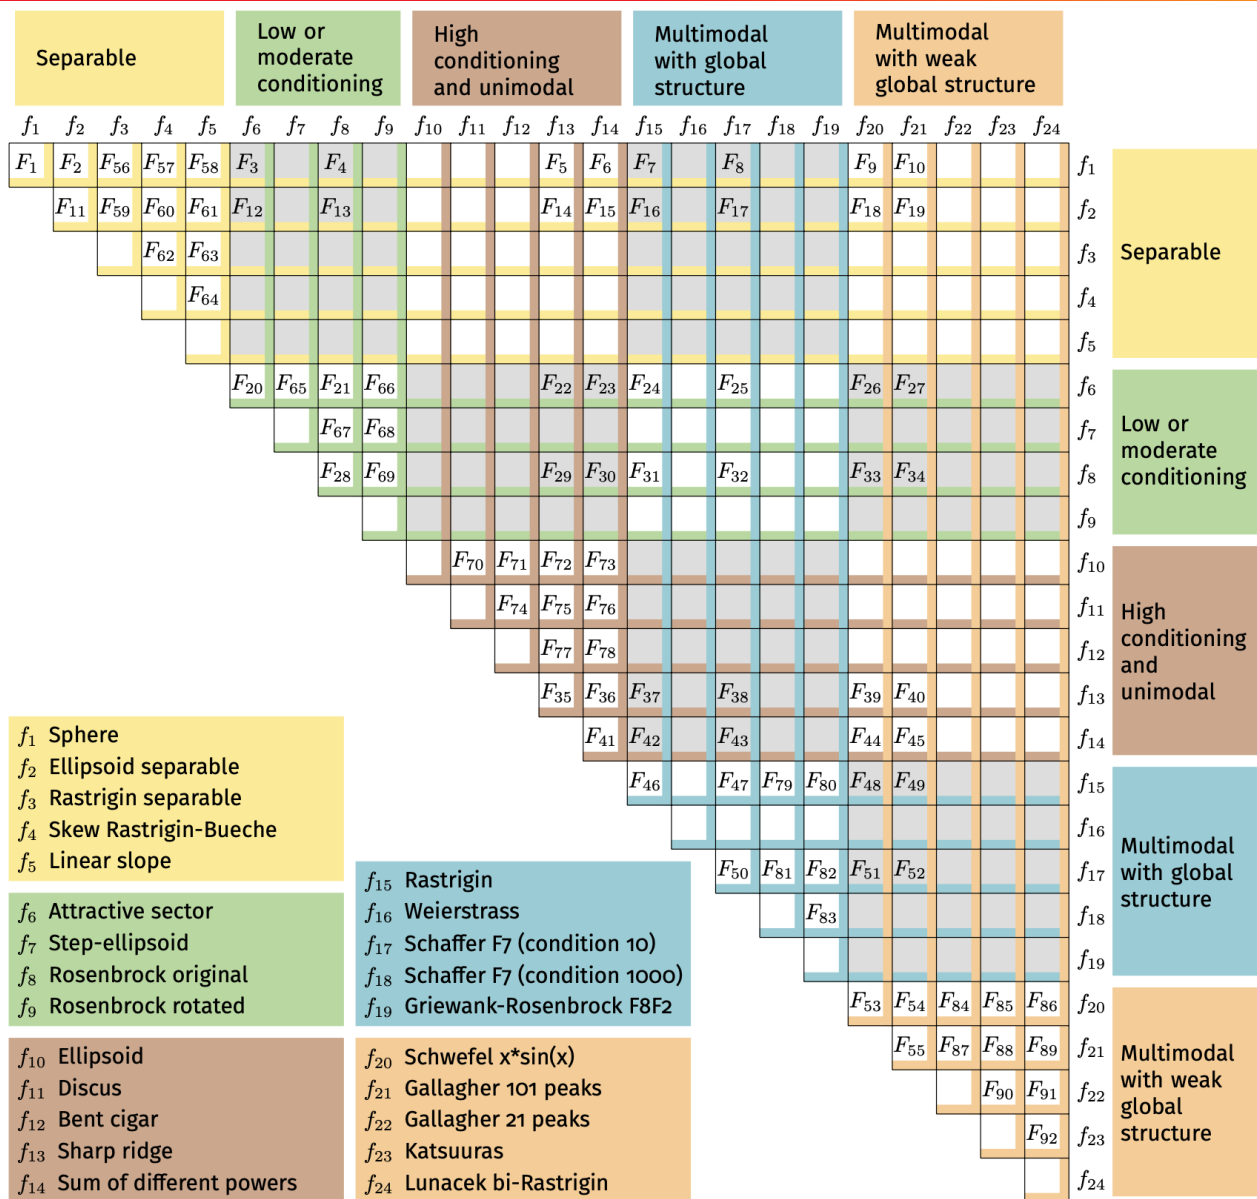 Separable
Low or
moderate
conditioning
High
conditioning
and unimodal
Multimodal
with global
structure
Multimodal
with weak
global structure
f1 f2 f3 f4 f5 f6 f7 f8 f9 f10 f11 f12 f13 f14 f15 f16 f17 f18 f19 f20 f21 f22 f23 f24
F1 F2 F56 F57 F58 F3 F4 F5 F6 F7 F8 F9 F10 f1
F11 F59 F60 F61 F12 F13 F14 F15 F16 F17 F18 F19 f2
F62 F63 f3
F64 f4
f5
Separable
F20 F65 F21 F66 F22 F23 F24 F25 F26 F27 f6
F67 F68 f7
F28 F69 F29 F30 F31 F32 F33 F34 f8
f9
Low or
moderate
conditioning
F70 F71 F72 F73 f10
F74 F75 F76 f11
F77 F78 f12
F35 F36 F37 F38 F39 F40 f13
F41 F42 F43 F44 F45 f14
High
conditioning
and
unimodal
F46 F47 F79 F80 F48 F49 f15
f16
F50 F81 F82 F51 F52 f17
F83 f18
f19
Multimodal
with global
structure
F53 F54 F84 F85 F86 f20
F55 F87 F88 F89 f21
F90 F91 f22
F92 f23
f24
Multimodal
with weak
global
structure
f1 Sphere
f2 Ellipsoid separable
f3 Rastrigin separable
f4 Skew Rastrigin-Bueche
f5 Linear slope
f6 Attractive sector
f7 Step-ellipsoid
f8 Rosenbrock original
f9 Rosenbrock rotated
f10 Ellipsoid
f11 Discus
f12 Bent cigar
f13 Sharp ridge
f14 Sum of different powers
f15 Rastrigin
f16 Weierstrass
f17 Schaffer F7 (condition 10)
f18 Schaffer F7 (condition 1000)
f19 Griewank-Rosenbrock F8F2
f20 Schwefel x*sin(x)
f21 Gallagher 101 peaks
f22 Gallagher 21 peaks
f23 Katsuuras
f24 Lunacek bi-Rastrigin